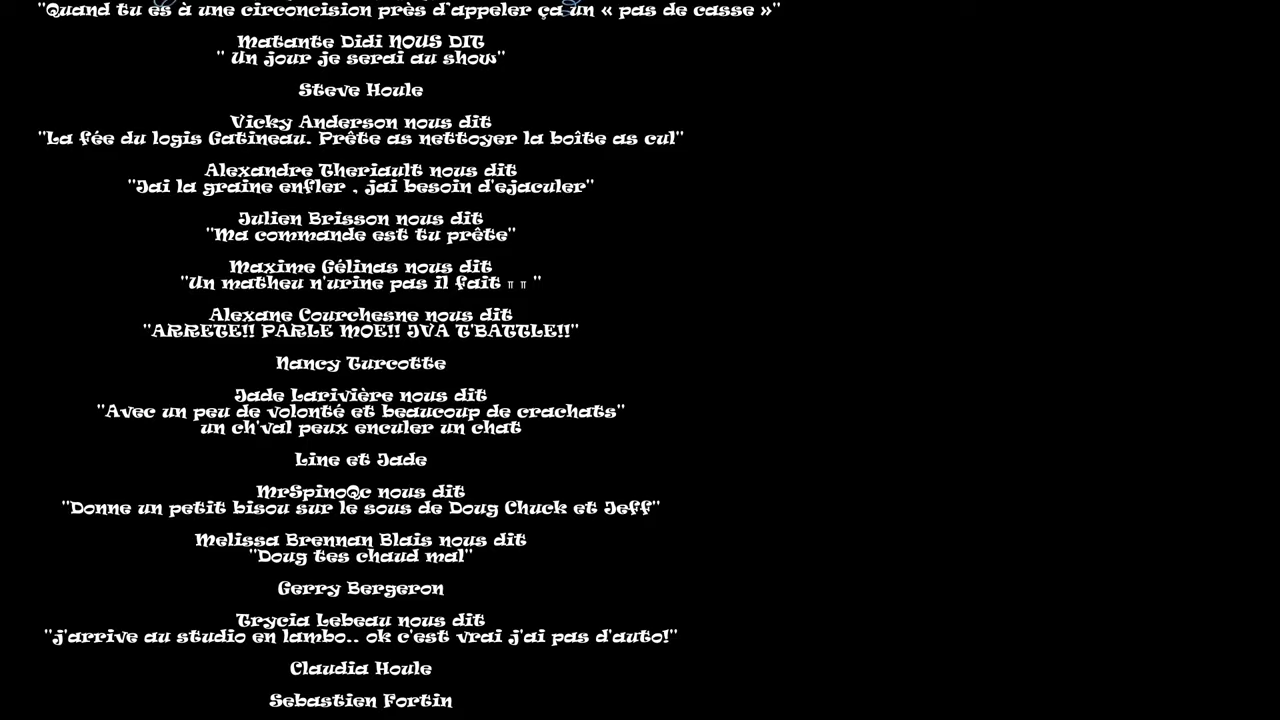 "Quand tu es à une circoncision près d'appeler ça un « pas de casse »"
Matante Didi NOUS DIT
" Un jour je serai au show"
Steve Houle
Vicky Anderson nous dit
"La fée du logis Gatineau. Prête as nettoyer la boîte as cul"
Alexandre Theriault nous dit
"Jai la graine enfler , jai besoin d'ejaculer"
Julien Brisson nous dit
"Ma commande est tu prête"
Maxime Gélinas nous dit
"Un matheu n'urine pas il fait π π "
Alexane Courchesne nous dit
"ARRETE!! PARLE MOE!! JVA T'BATTLE!!"
Nancy Turcotte
Jade Larivière nous dit
"Avec un peu de volonté et beaucoup de crachats"
un ch'val peux enculer un chat
Line et Jade
MrSpinoQc nous dit
"Donne un petit bisou sur le sous de Doug Chuck et Jeff"
Melissa Brennan Blais nous dit
"Doug tes chaud mal"
Gerry Bergeron
Trycia Lebeau nous dit
"j'arrive au studio en lambo.. ok c'est vrai j'ai pas d'auto!"
Claudia Houle
Sebastien Fortin